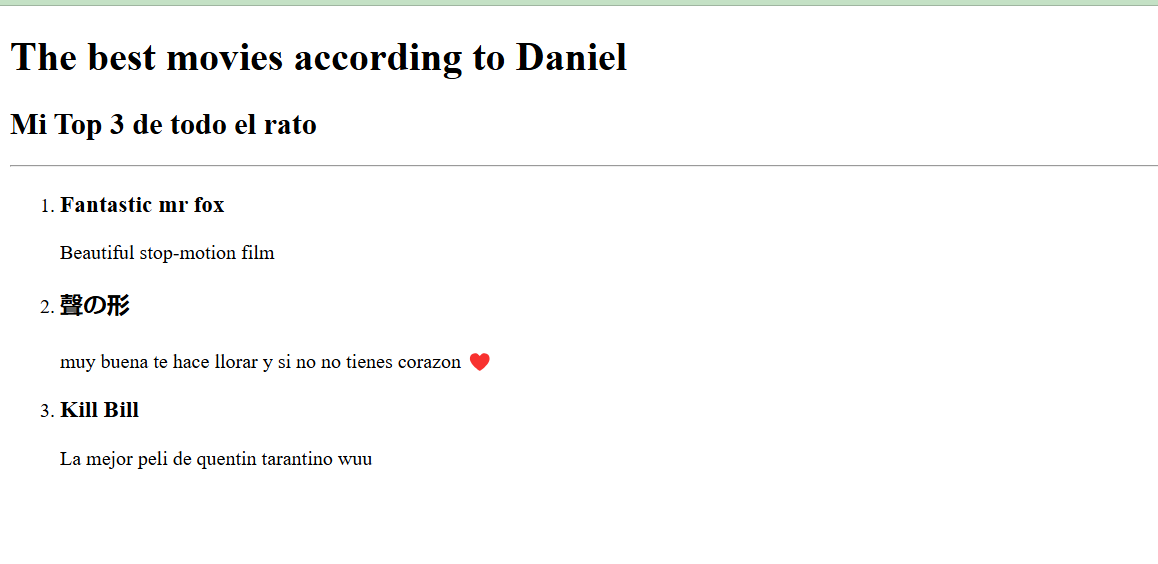 The best movies according to Daniel
Mi Top 3 de todo el rato
1. Fantastic mr fox
Beautiful stop-motion film
2. 聲の形
muy buena te hace llorar y si no no tienes corazon ❤️
3. Kill Bill
La mejor peli de quentin tarantino wuu